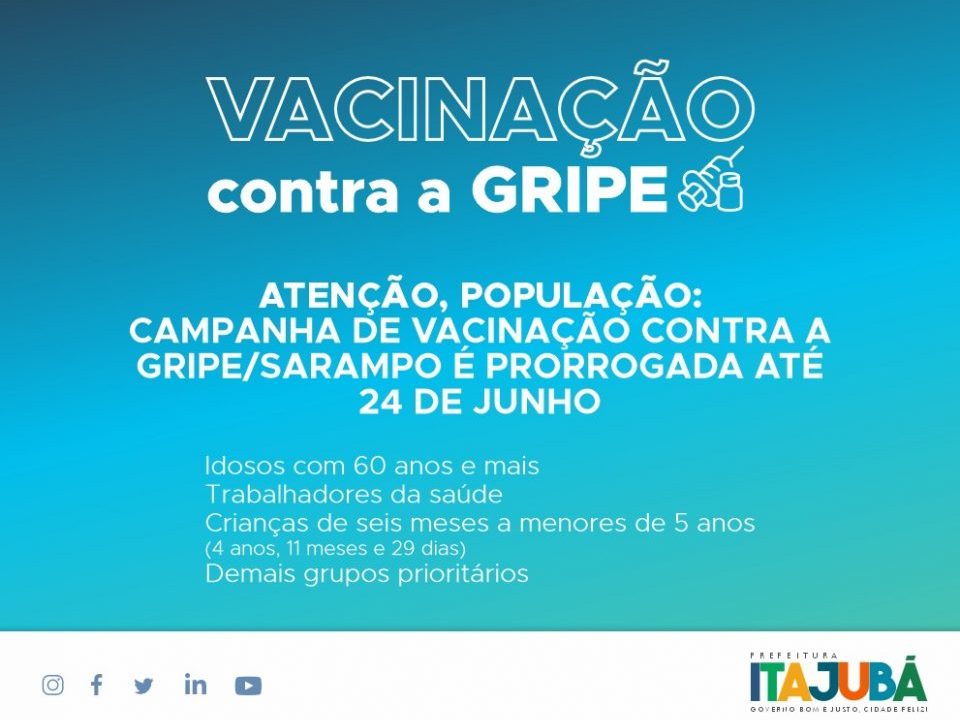 VACINAÇÃO
contra a GRIPE
ATENÇÃO, POPULAÇÃO:
CAMPANHA DE VACINAÇÃO CONTRA A
GRIPE/SARAMPO É PRORROGADA ATÉ
24 DE JUNHO
Idosos com 60 anos e mais
Trabalhadores da saúde
Crianças de seis meses a menores de 5 anos
(4 anos, 11 meses e 29 dias)
Demais grupos prioritários
PREFEITURA
ITAJUBÁ
GOVERNO BOM E JUSTO, CIDADE FELIZ!